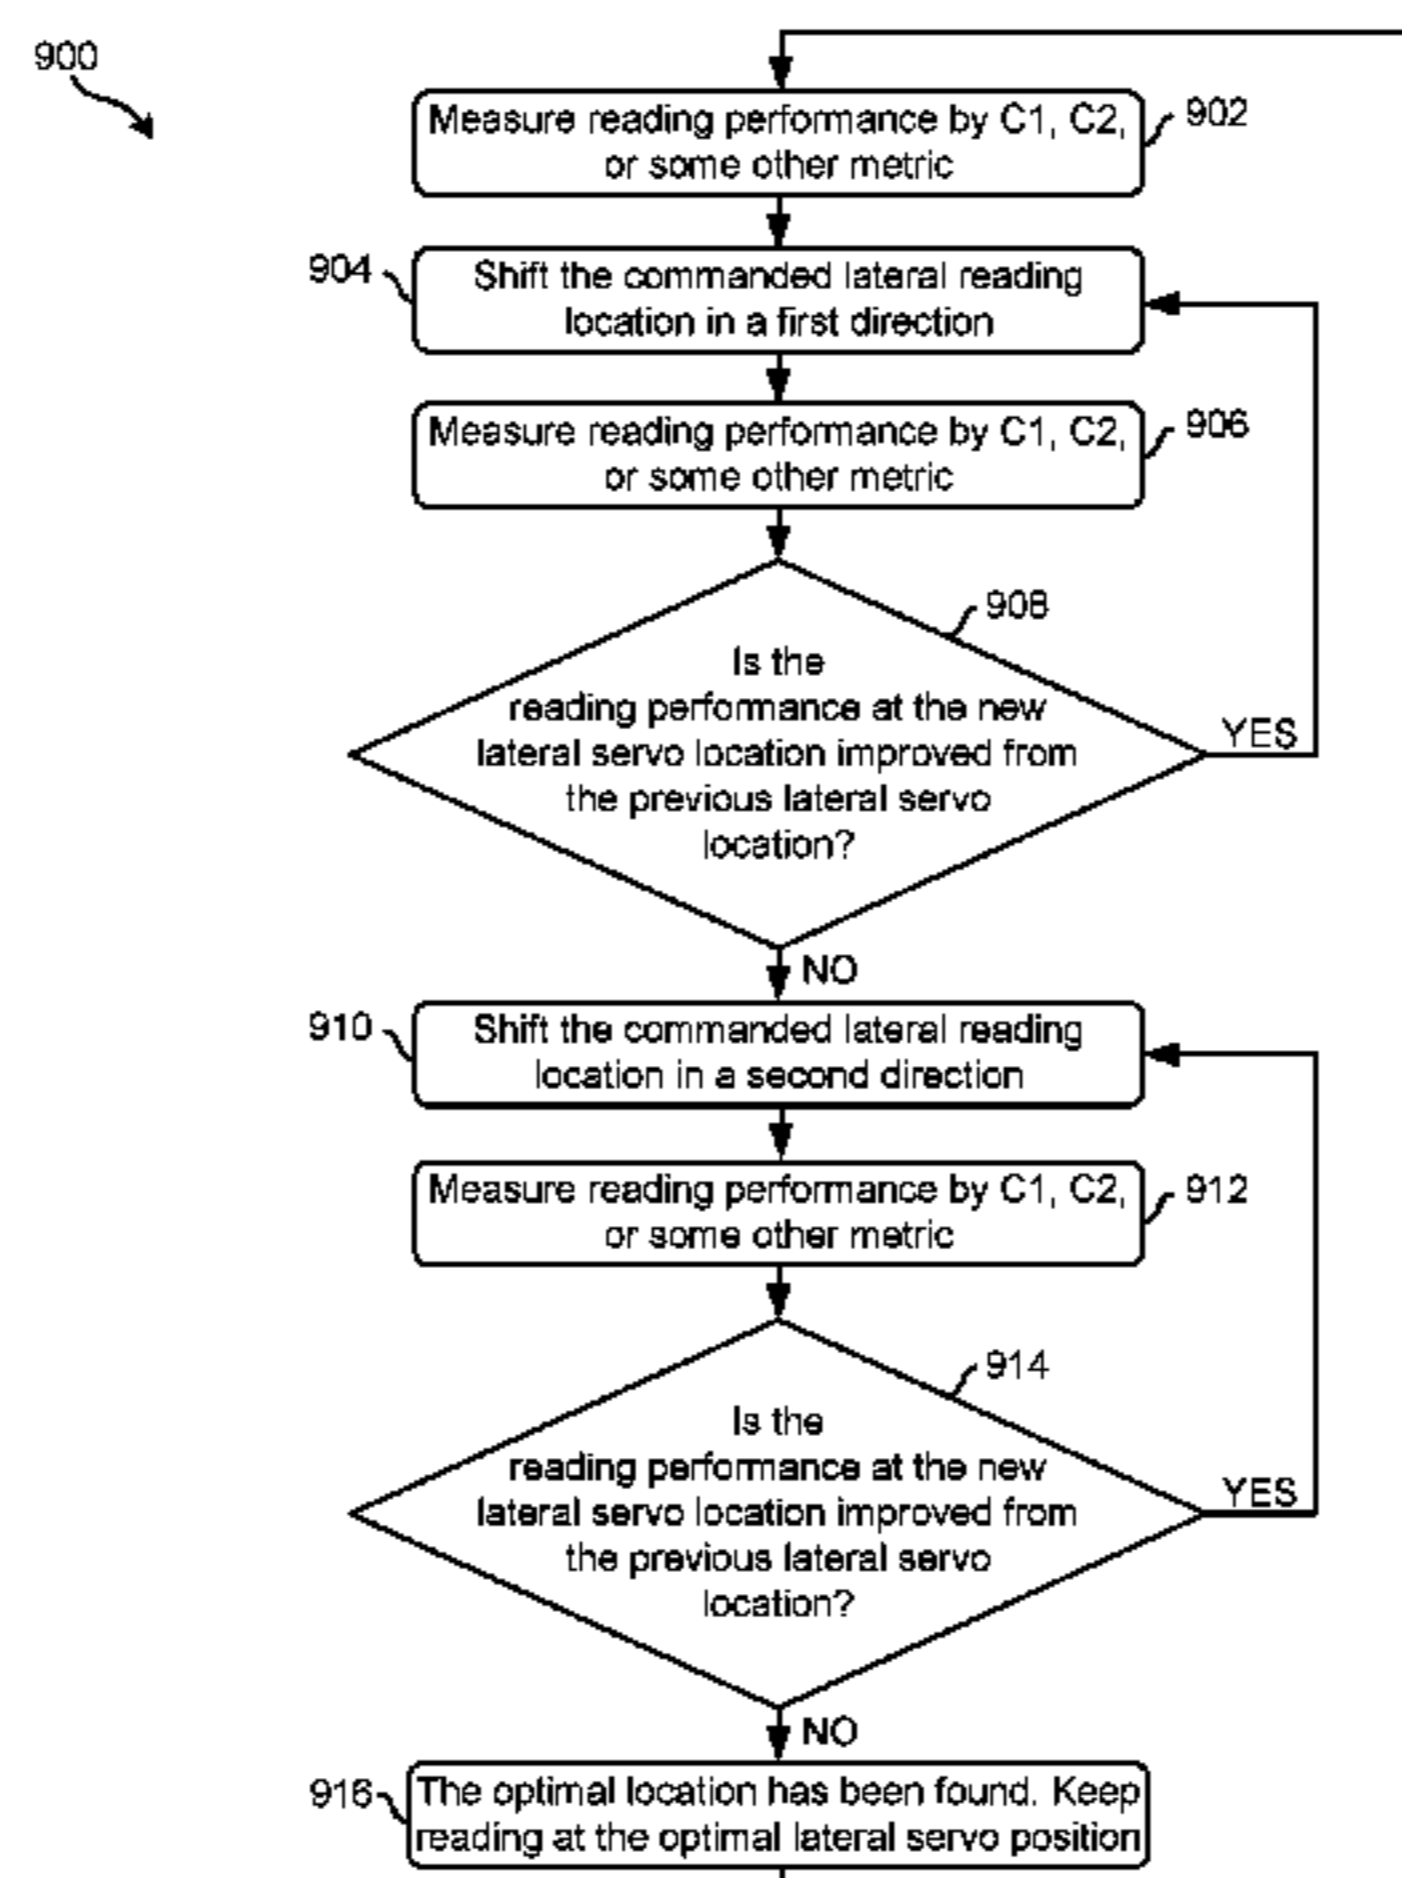 900
Measure reading performance by C1, C2,
or some other metric
902
904
Shift the commanded lateral reading
location in a first direction
Measure reading performance by C1, C2,
or some other metric
906
908
Is the
reading performance at the new
lateral servo location improved from
the previous lateral servo
location?
YES
NO
910
Shift the commanded lateral reading
location in a second direction
Measure reading performance by C1, C2,
or some other metric
912
914
Is the
reading performance at the new
lateral servo location improved from
the previous lateral servo
location?
YES
NO
916
The optimal location has been found. Keep
reading at the optimal lateral servo position